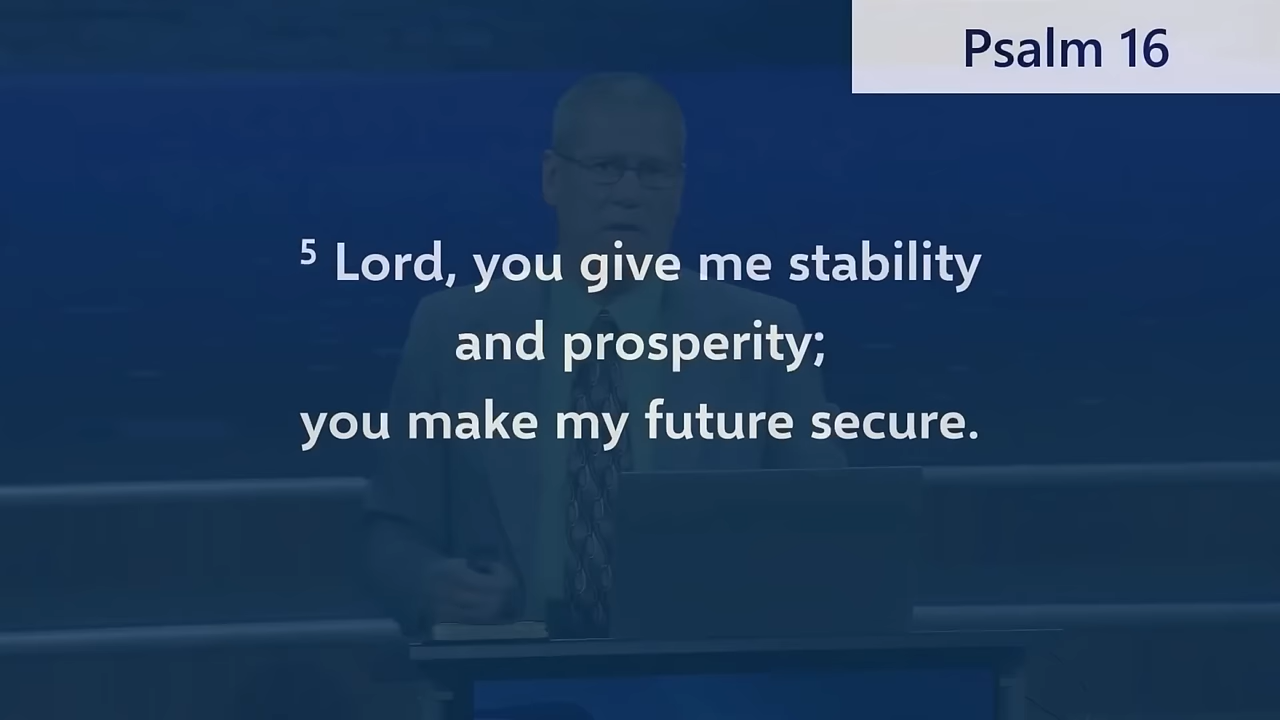 Psalm 16
5 Lord, you give me stability
and prosperity;
you make my future secure.